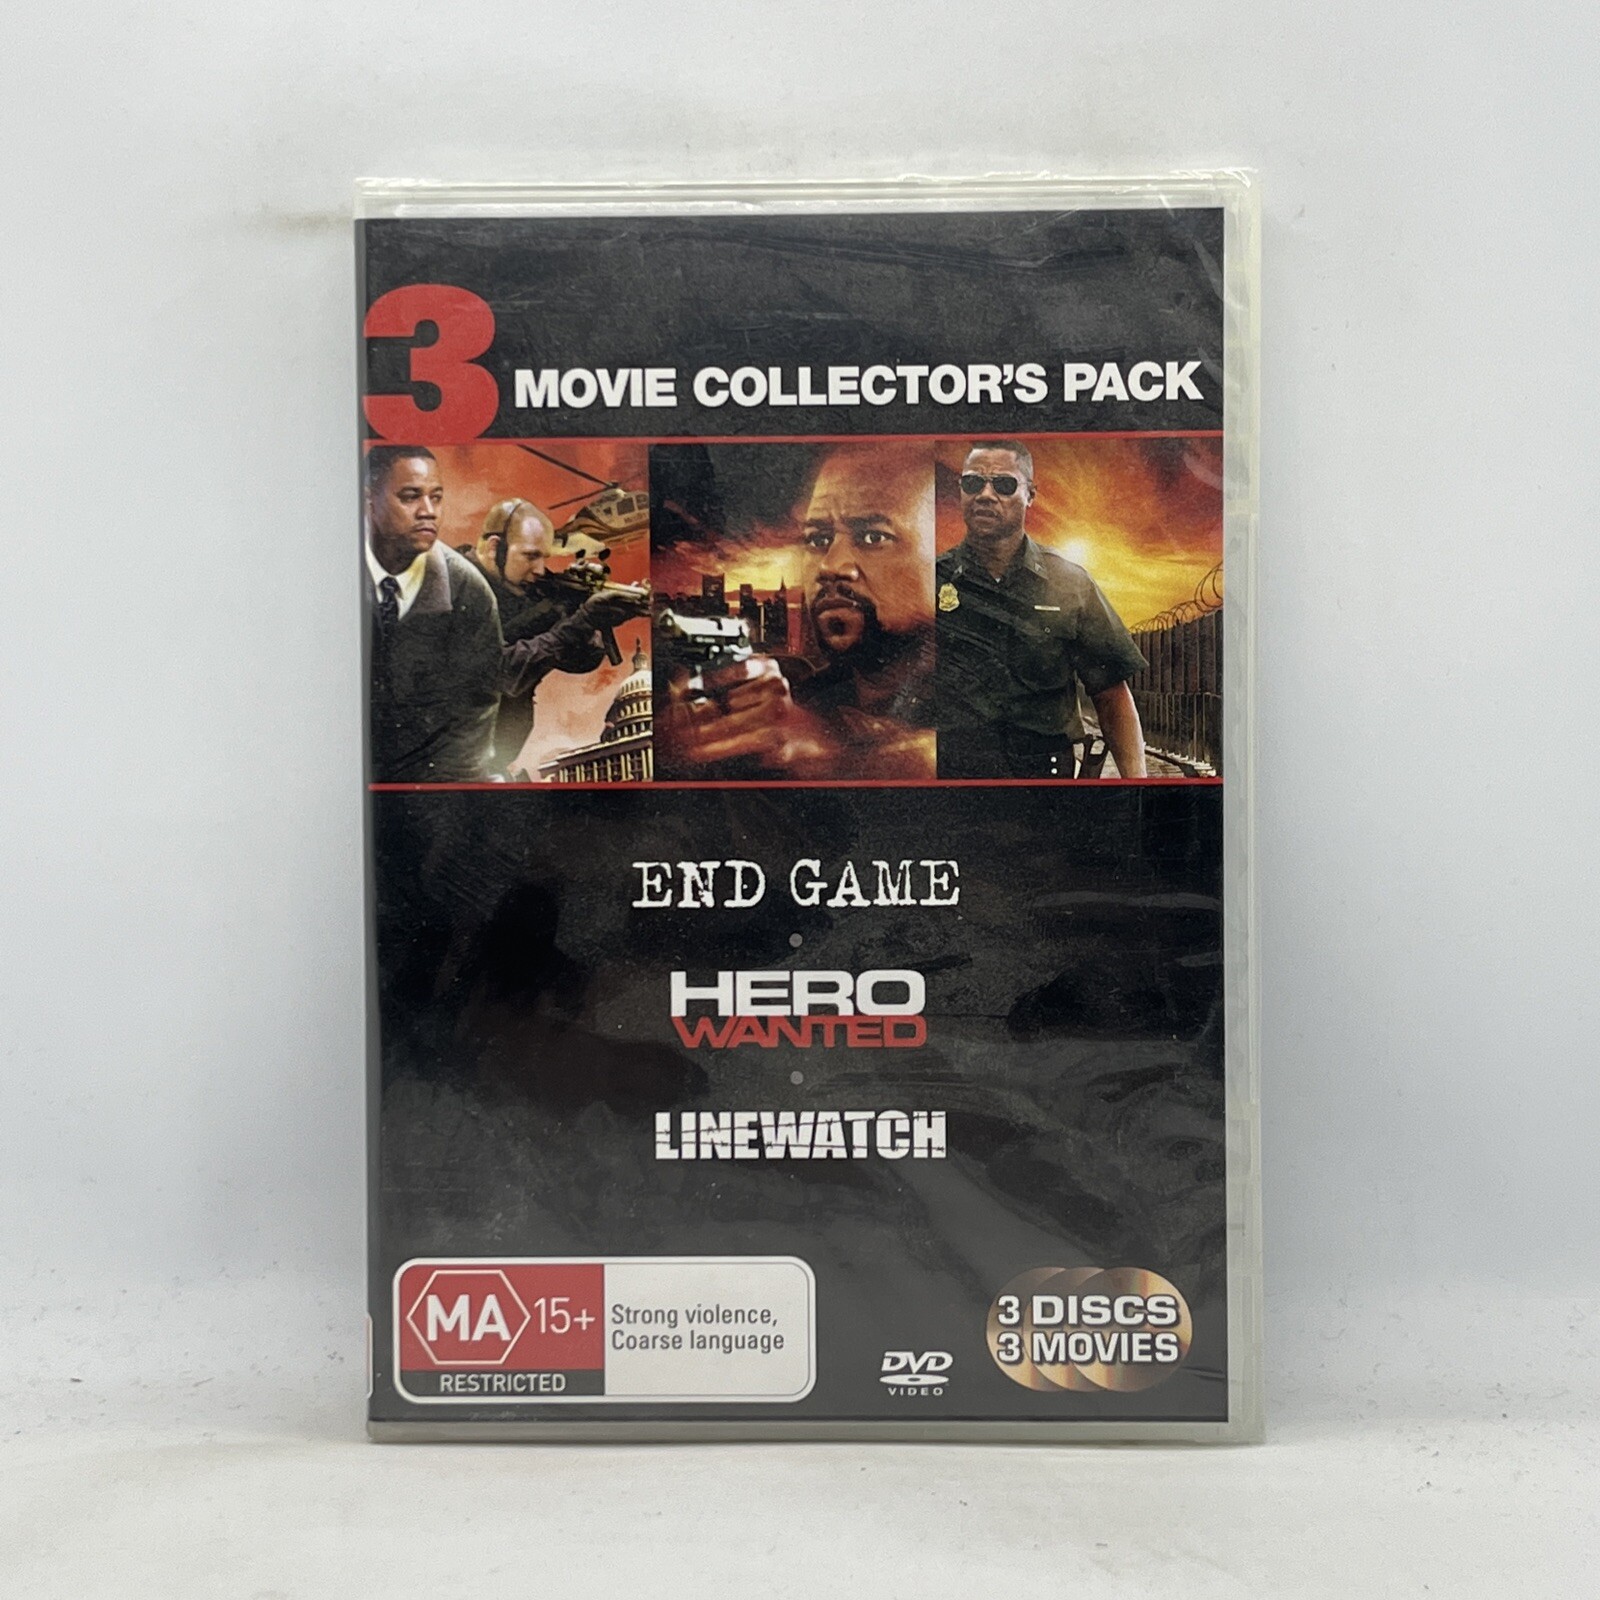 3 MOVIE COLLECTOR'S PACK
END GAME
HERO
WANTED
LINEWATCH
MA 15+
RESTRICTED
Strong violence,
Coarse language
DVD
VIDEO
3 DISCS
3 MOVIES